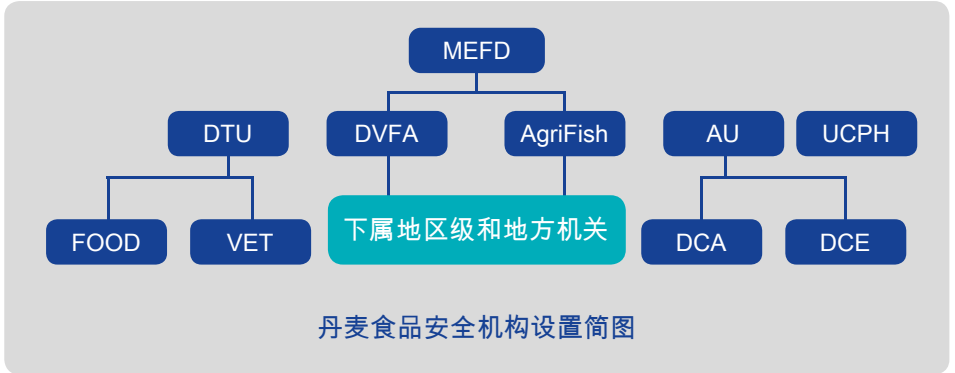 MEFD
DTU
DVFA
AgriFish
AU
UCPH
FOOD
VET
下属地区级和地方机关
DCA
DCE
丹麦食品安全机构设置简图